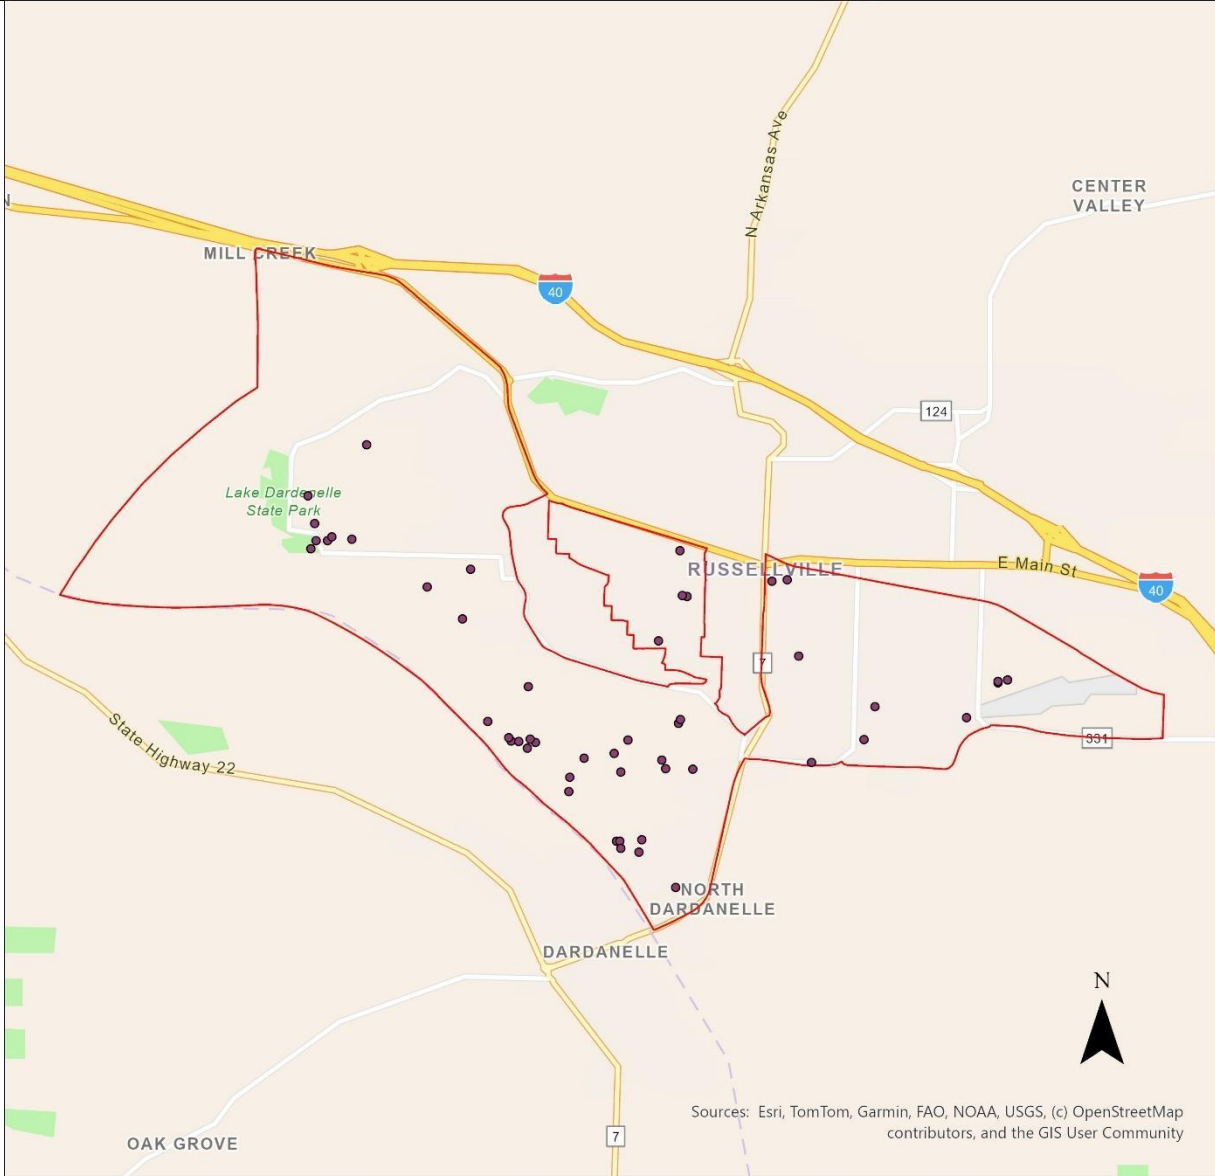 N Arkansas Ave
CENTER
VALLEY
N
MILL CREEK
40
124
Lake Dardenelle
State Park
RUSSELLVILLE
E Main St
40
7
State Highway 22
331
NORTH
DARDANELLE
DARDANELLE
N
Sources: Esri, TomTom, Garmin, FAO, NOAA, USGS, (c) OpenStreetMap
contributors, and the GIS User Community
7
OAK GROVE